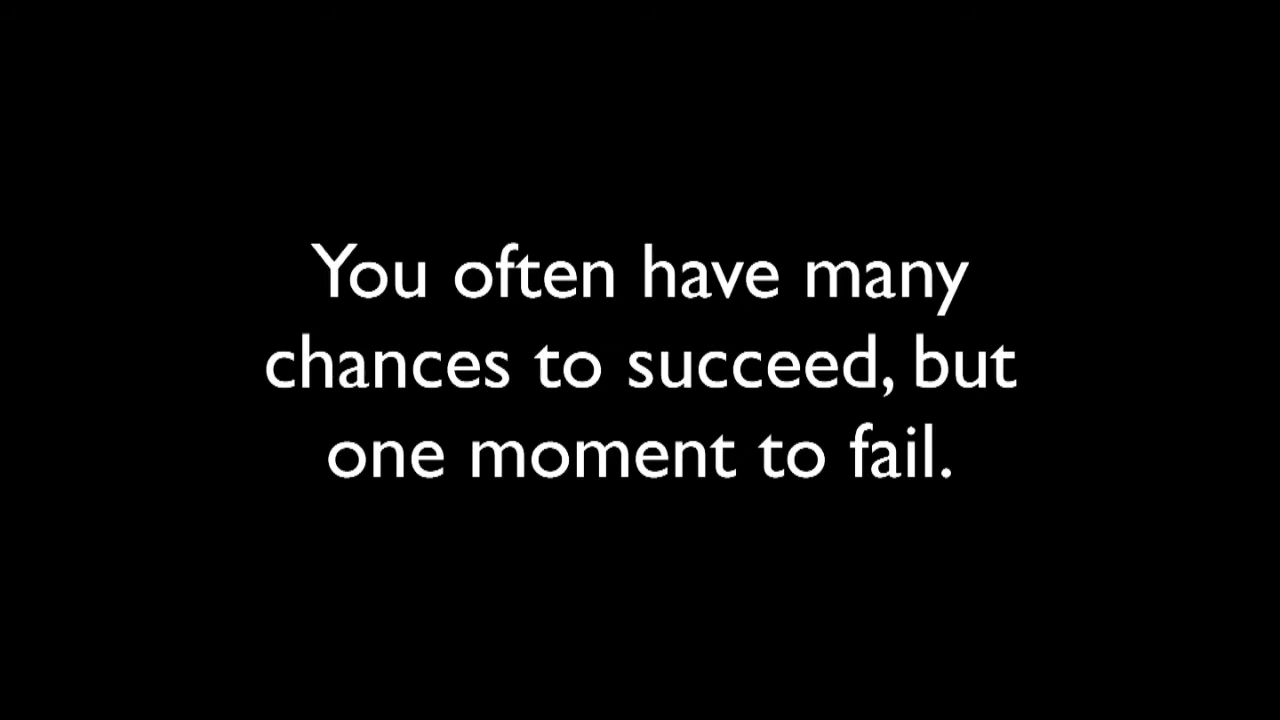 You often have many
chances to succeed, but
one moment to fail.